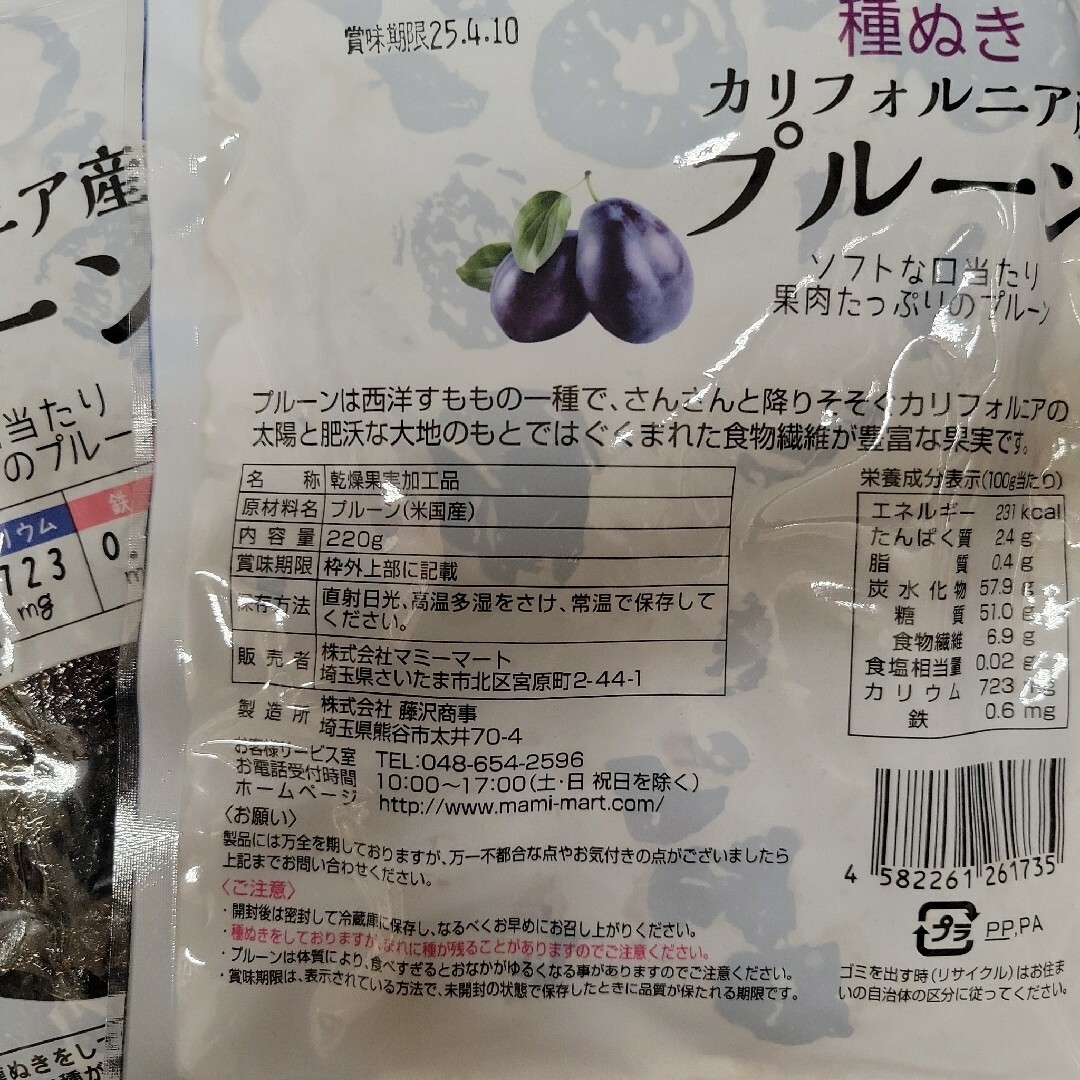 賞味期限25.4.10
種ぬき
カリフォルニア
プルーン
ソフトな口当たり
果肉たっぷりのプルーン
プルーンは西洋すももの一種で、さんさんと降りそそぐカリフォルニアの
太陽と肥沃な大地のもとではぐくまれた食物繊維が豊富な果実です。
名称 乾燥果実加工品
原材料名 プルーン(米国産)
内容量 220g
賞味期限 枠外上部に記載
保存方法 直射日光、高温多湿をさけ、常温で保存して
ください。
販売者 株式会社マミーマート
埼玉県さいたま市北区宮原町2-44-1
製造所 株式会社 藤沢商事
埼玉県熊谷市太井70-4
お客様サービス室 TEL:048-654-2596
お電話受付時間 10:00〜17:00(土・日 祝日を除く)
ホームページ http://www.mami-mart.com/
〈お願い〉
製品には万全を期しておりますが、万一不都合な点やお気付きの点がございましたら
上記までお問い合わせください。
〈ご注意〉
・開封後は密封して冷蔵庫に保存し、なるべくお早めにお召し上がりください。
・種ぬきをしておりますが、まれに種が残ることがありますのでご注意ください。
・プルーンは体質により、食べすぎるとおなかがゆるくなる事がありますのでご注意ください。
・賞味期限は、表示されている方法で、未開封の状態で保存したときに品質が保たれる期限です。
栄養成分表示(100g当たり)
エネルギー 231 kcal
たんぱく質 2.4 g
脂質 0.4 g
炭水化物 57.9 g
糖質 51.0 g
食物繊維 6.9 g
食塩相当量 0.02 g
カリウム 723 mg
鉄 0.6 mg
4 582261 261735
プラ PP,PA
ゴミを出す時(リサイクル)はお住ま
いの自治体の区分に従ってください。
ニア産
ーン
当たり
のプルー
リウム 鉄
723 0.
mg m
ぬきをし
種が